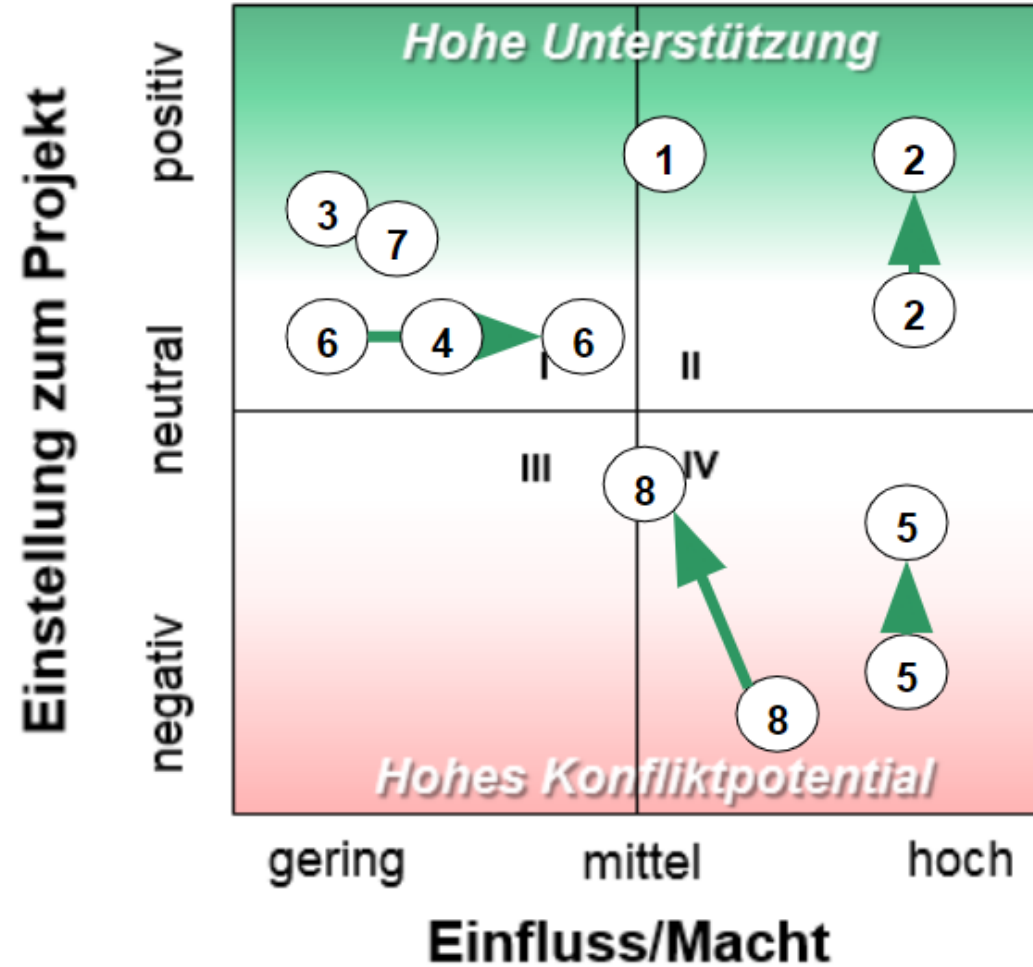 Einstellung zum Projekt
positiv
neutral
negativ
Hohe Unterstützung
1
2
3
7
2
6
4
6
I
II
III
IV
8
5
5
8
Hohes Konfliktpotential
gering
mittel
hoch
Einfluss/Macht